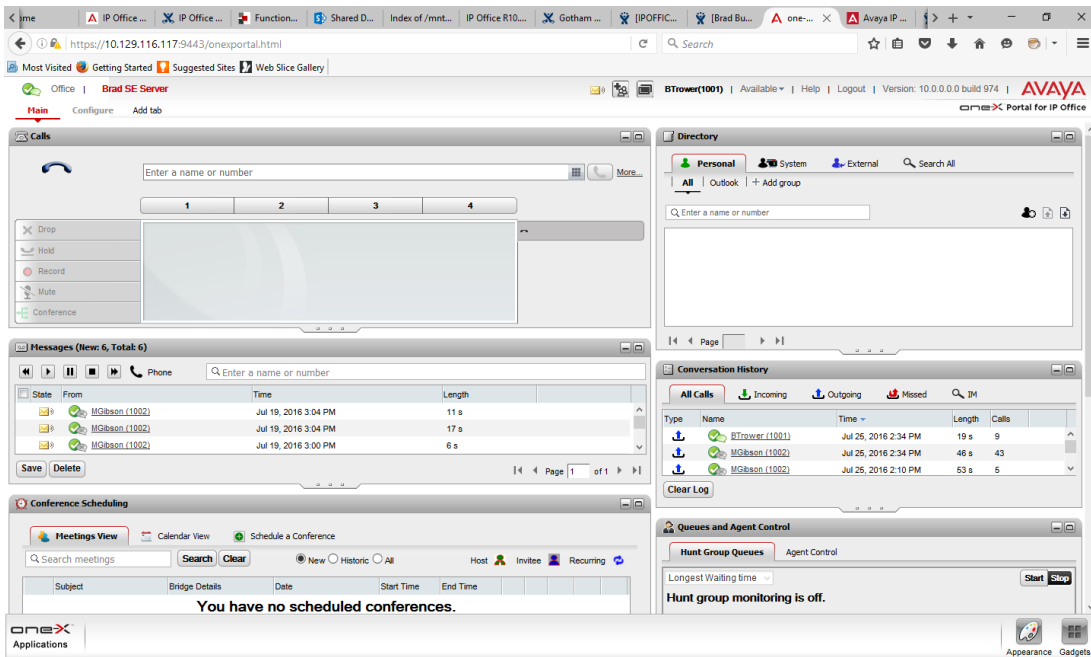 ome
IP Office ...
IP Office ...
Function...
Shared D...
Index of /mnt...
IP Office R10....
Gotham ...
[IPOFFIC...
[Brad Bu...
one-...
Avaya IP ...
https://10.129.116.117:9443/onexportal.html
Search
Most Visited Getting Started Suggested Sites Web Slice Gallery
Office | Brad SE Server
BTrower(1001) | Available | Help | Logout | Version: 10.0.0.0.0 build 974 | AVAYA
Main Configure Add tab
one-X Portal for IP Office
Calls
Enter a name or number
More...
1 2 3 4
Drop
Hold
Record
Mute
Conference
Messages (New: 6, Total: 6)
Phone
Enter a name or number
State From Time Length
MGibson (1002) Jul 19, 2016 3:04 PM 11 s
MGibson (1002) Jul 19, 2016 3:04 PM 17 s
MGibson (1002) Jul 19, 2016 3:00 PM 6 s
Save Delete
Page 1 of 1
Conference Scheduling
Meetings View Calendar View Schedule a Conference
Search meetings Search Clear New Historic All Host Invitee Recurring
Subject Bridge Details Date Start Time End Time
You have no scheduled conferences.
Directory
Personal System External Search All
All Outlook + Add group
Enter a name or number
Page
Conversation History
All Calls Incoming Outgoing Missed IM
Type Name Time Length Calls
BTrower (1001) Jul 25, 2016 2:34 PM 19 s 9
MGibson (1002) Jul 25, 2016 2:34 PM 46 s 43
MGibson (1002) Jul 25, 2016 2:10 PM 53 s 5
Clear Log
Queues and Agent Control
Hunt Group Queues Agent Control
Longest Waiting time Start Stop
Hunt group monitoring is off.
one-X
Applications
Appearance Gadgets